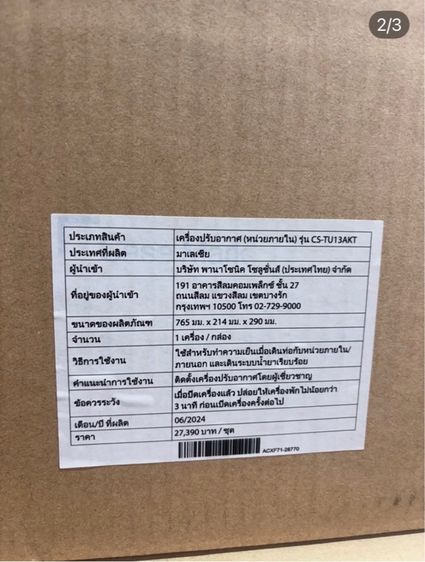 2/3
ประเภทสินค้า เครื่องปรับอากาศ (หน่วยภายใน) รุ่น CS-TU13AKT
ประเทศที่ผลิต มาเลเซีย
ผู้นำเข้า บริษัท พานาโซนิค โซลูชั่นส์ (ประเทศไทย) จำกัด
ที่อยู่ของผู้นำเข้า 191 อาคารสีลมคอมเพล็กซ์ ชั้น 27
ถนนสีลม แขวงสีลม เขตบางรัก
กรุงเทพฯ 10500 โทร 02-729-9000
ขนาดของผลิตภัณฑ์ 765 มม. x 214 มม. x 290 มม.
จำนวน 1 เครื่อง / กล่อง
วิธีการใช้งาน ใช้สำหรับทำความเย็นเมื่อเดินท่อกับหน่วยภายใน/
ภายนอก และเดินระบบน้ำยาเรียบร้อย
คำแนะนำการใช้งาน ติดตั้งเครื่องปรับอากาศโดยผู้เชี่ยวชาญ
ข้อควรระวัง เมื่อปิดเครื่องแล้ว ปล่อยให้เครื่องพักไม่น้อยกว่า
3 นาที ก่อนเปิดเครื่องครั้งต่อไป
เดือน/ปี ที่ผลิต 06/2024
ราคา 27,390 บาท / ชุด
ACXF71-28770